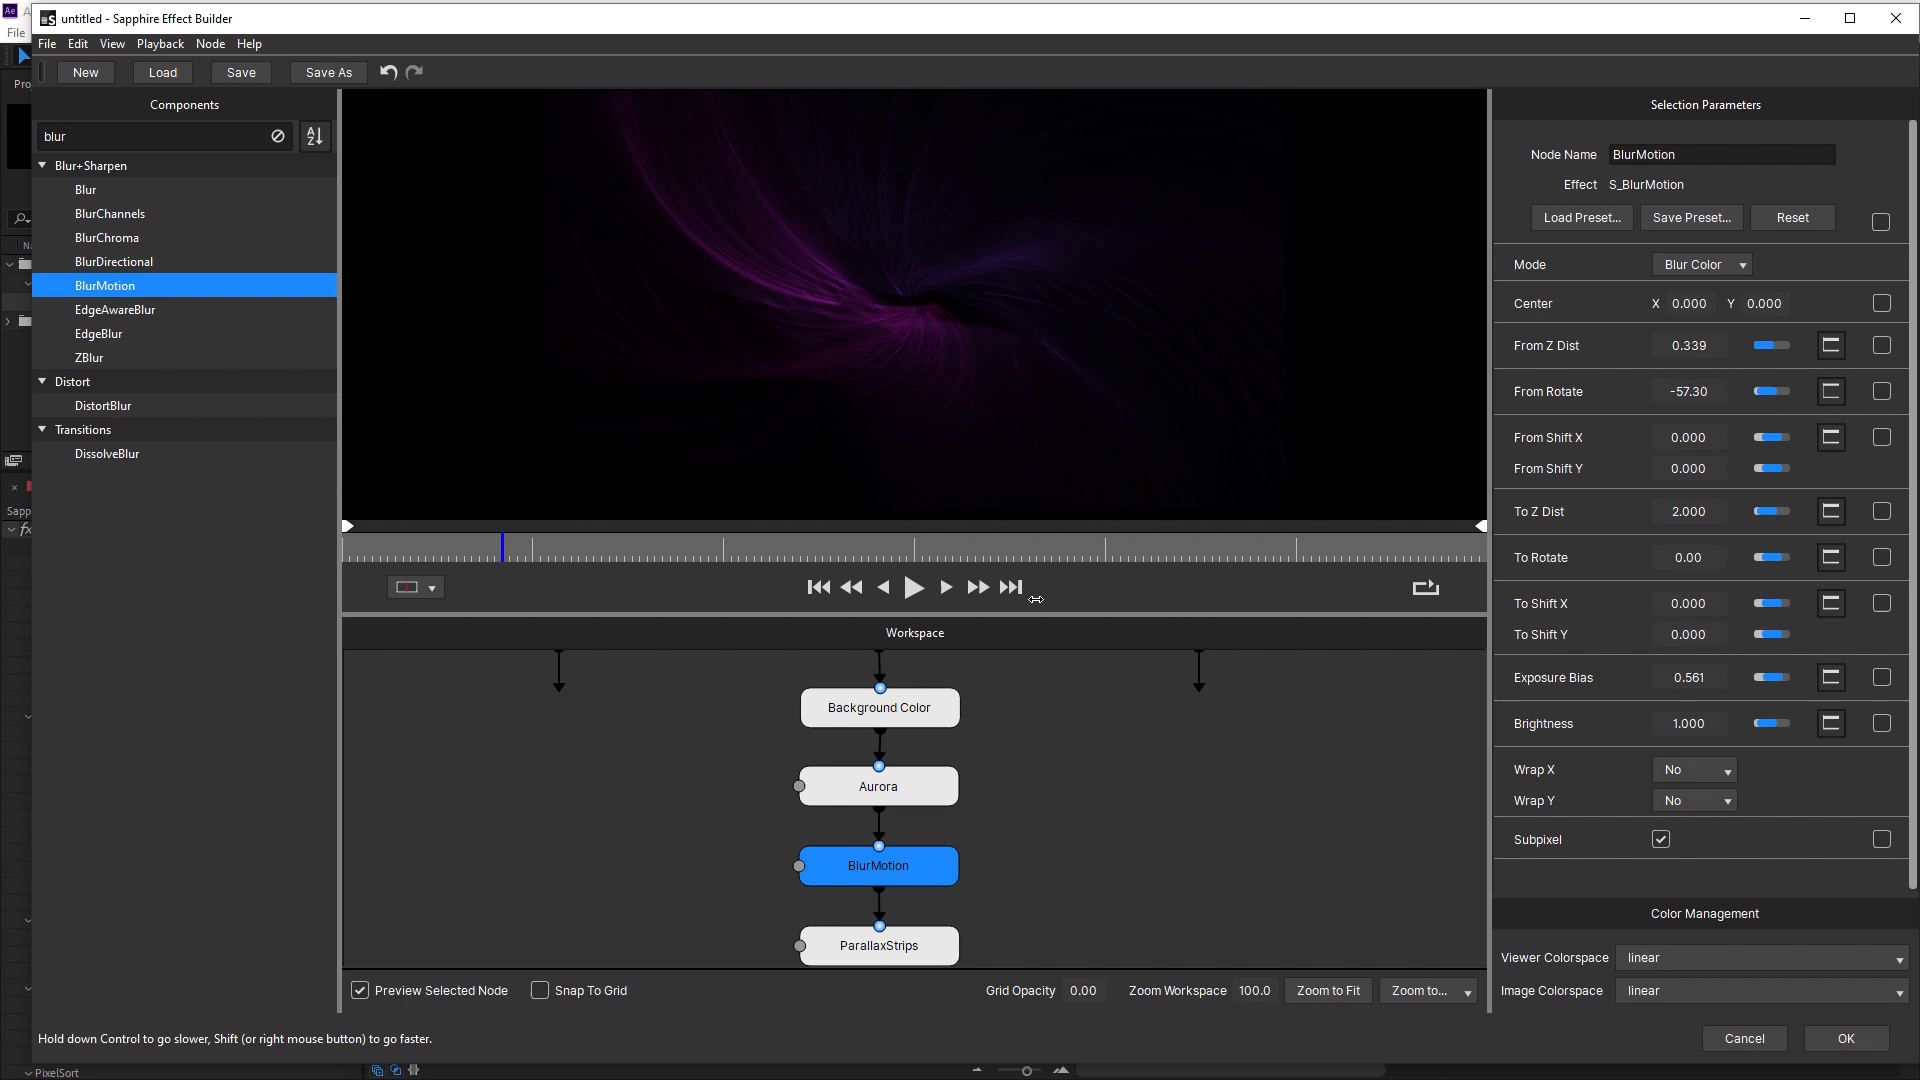 untitled - Sapphire Effect Builder
File
File Edit View Playback Node Help
New Load Save Save As
Components
blur
Blur+Sharpen
Blur
BlurChannels
BlurChroma
BlurDirectional
BlurMotion
EdgeAwareBlur
EdgeBlur
ZBlur
Distort
DistortBlur
Transitions
DissolveBlur
Workspace
Background Color
Aurora
BlurMotion
ParallaxStrips
Preview Selected Node
Snap To Grid
Grid Opacity 0.00
Zoom Workspace 100.0
Zoom to Fit
Zoom to...
Selection Parameters
Node Name BlurMotion
Effect S_BlurMotion
Load Preset... Save Preset... Reset
Mode Blur Color
Center X 0.000 Y 0.000
From Z Dist 0.339
From Rotate -57.30
From Shift X 0.000
From Shift Y 0.000
To Z Dist 2.000
To Rotate 0.00
To Shift X 0.000
To Shift Y 0.000
Exposure Bias 0.561
Brightness 1.000
Wrap X No
Wrap Y No
Subpixel
Color Management
Viewer Colorspace linear
Image Colorspace linear
Hold down Control to go slower, Shift (or right mouse button) to go faster.
Cancel OK
PixelSort
Ae
Pro
Sapp
fx